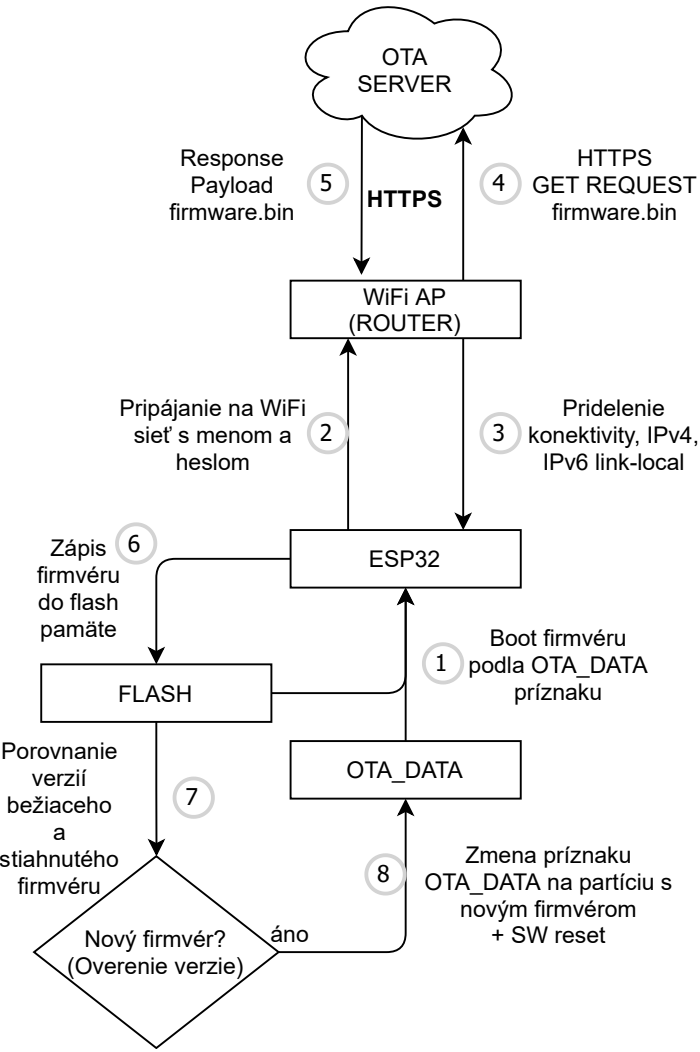 OTA
SERVER
Response
Payload
firmware.bin
5
HTTPS
4
HTTPS
GET REQUEST
firmware.bin
WiFi AP
(ROUTER)
Pripájanie na WiFi
sieť s menom a
heslom
2
3
Pridelenie
konektivity, IPv4,
IPv6 link-local
6
Zápis
firmvéru
do flash
pamäte
ESP32
1
Boot firmvéru
podla OTA_DATA
príznaku
FLASH
OTA_DATA
Porovnanie
verzií
bežiaceho
a
stiahnutého
firmvéru
7
8
Zmena príznaku
OTA_DATA na partíciu s
novým firmvérom
+ SW reset
Nový firmvér?
(Overenie verzie)
áno